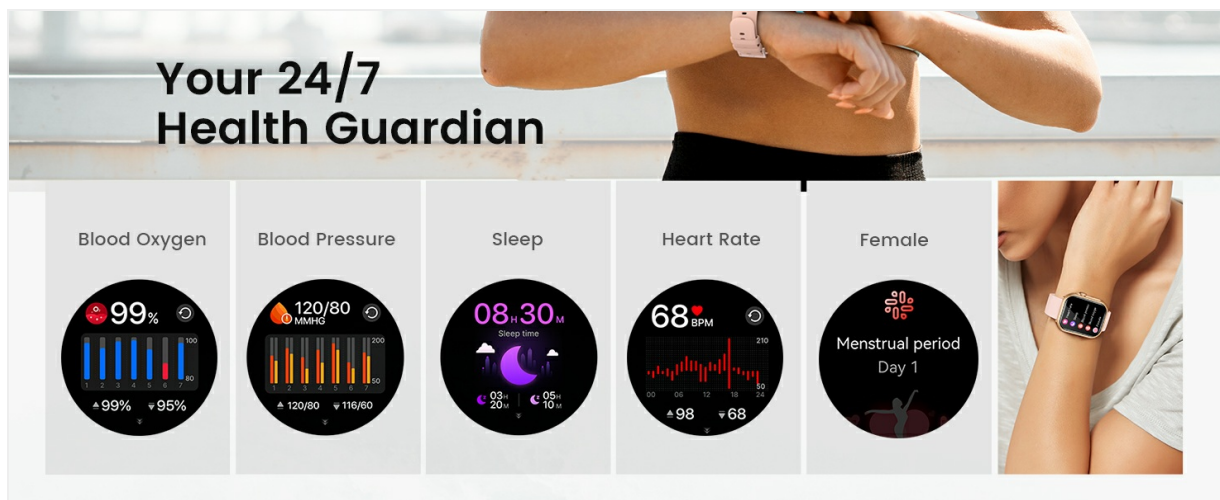 Your 24/7
Health Guardian
Blood Oxygen
99%
100
80
1 2 3 4 5 6 7
99% 95%
Blood Pressure
120/80
MMHG
200
50
1 2 3 4 5 6 7
120/80 116/60
Sleep
08H30M
Sleep time
03H 05H
20M 10M
Heart Rate
68 BPM
210
50
00 06 12 18 24
98 68
Female
Menstrual period
Day 1